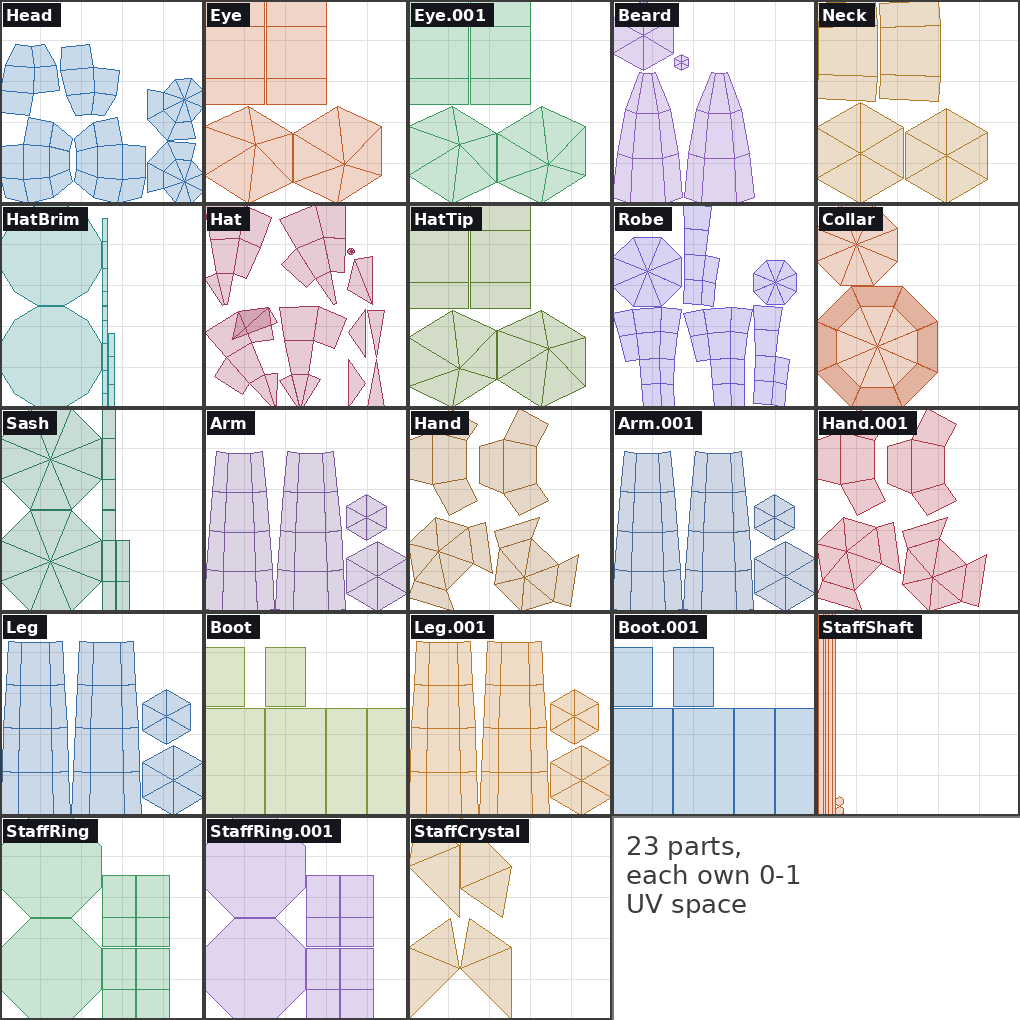 Head
Eye
Eye.001
Beard
Neck
HatBrim
Hat
HatTip
Robe
Collar
Sash
Arm
Hand
Arm.001
Hand.001
Leg
Boot
Leg.001
Boot.001
StaffShaft
StaffRing
StaffRing.001
StaffCrystal
23 parts,
each own 0-1
UV space